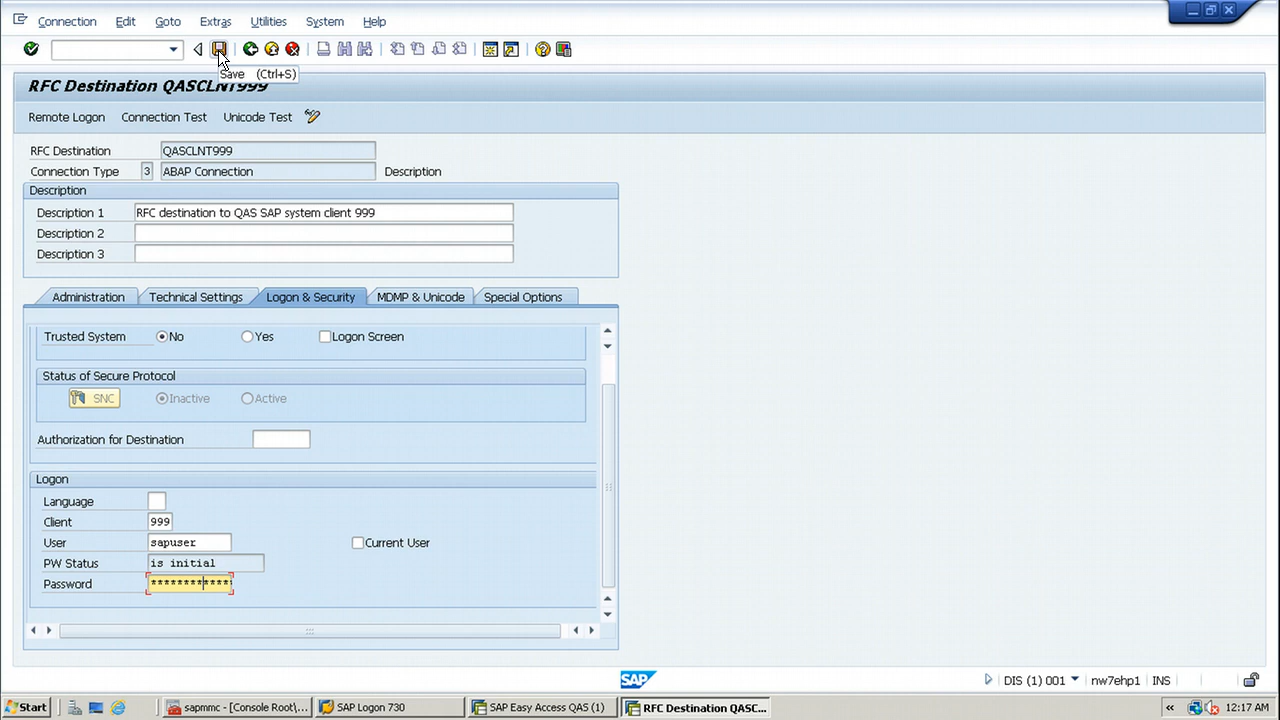 Connection Edit Goto Extras Utilities System Help
Save (Ctrl+S)
RFC Destination QASCLNT999
Remote Logon Connection Test Unicode Test
RFC Destination QASCLNT999
Connection Type 3 ABAP Connection Description
Description
Description 1 RFC destination to QAS SAP system client 999
Description 2
Description 3
Administration Technical Settings Logon & Security MDMP & Unicode Special Options
Trusted System No Yes Logon Screen
Status of Secure Protocol
SNC Inactive Active
Authorization for Destination
Logon
Language
Client 999
User sapuser Current User
PW Status is initial
Password *************
SAP
DIS (1) 001 nw7ehp1 INS
Start sapmmc - [Console Root\... SAP Logon 730 SAP Easy Access QAS (1) RFC Destination QASC... « 12:17 AM